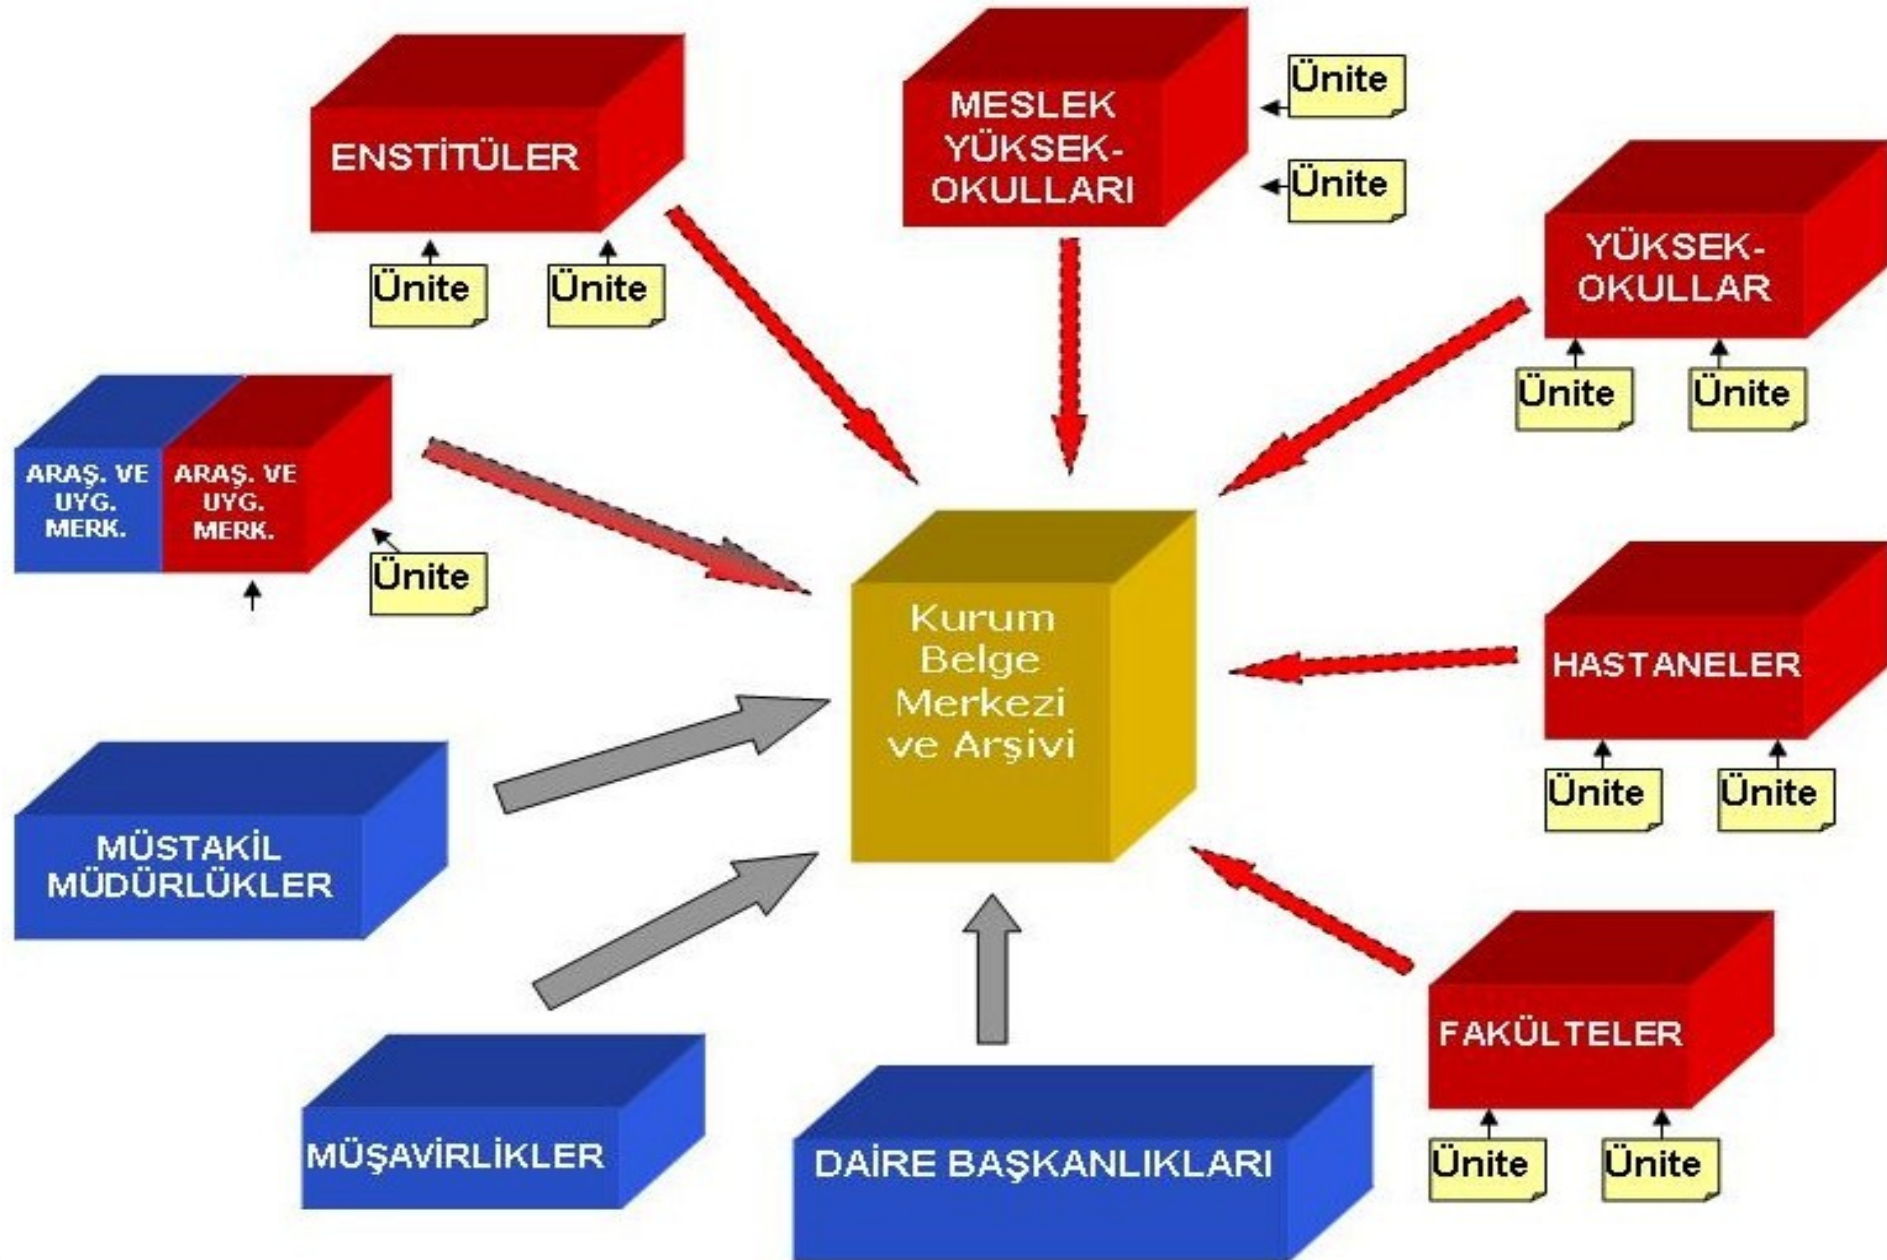 ENSTİTÜLER
Ünite
Ünite
MESLEK
YÜKSEK-
OKULLARI
Ünite
Ünite
YÜKSEK-
OKULLAR
Ünite
Ünite
ARAŞ. VE
UYG.
MERK.
ARAŞ. VE
UYG.
MERK.
Ünite
Kurum
Belge
Merkezi
ve Arşivi
HASTANELER
Ünite
Ünite
MÜSTAKİL
MÜDÜRLÜKLER
FAKÜLTELER
Ünite
Ünite
MÜŞAVİRLİKLER
DAİRE BAŞKANLIKLARI